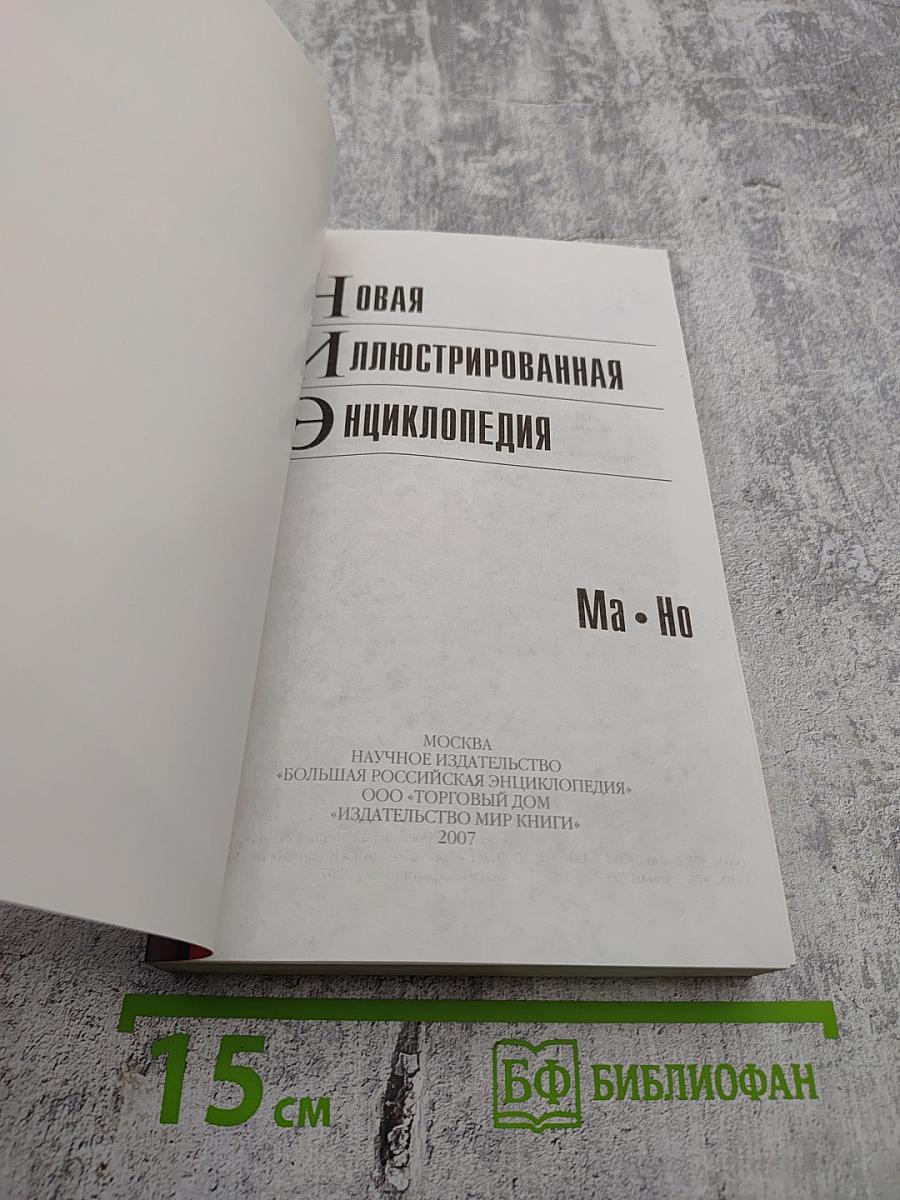 Новая
Иллюстрированная
Энциклопедия
Ма • Но
МОСКВА
НАУЧНОЕ ИЗДАТЕЛЬСТВО
«БОЛЬШАЯ РОССИЙСКАЯ ЭНЦИКЛОПЕДИЯ»
ООО «ТОРГОВЫЙ ДОМ
«ИЗДАТЕЛЬСТВО МИР КНИГИ»
2007
15 см
БФ БИБЛИОФАН